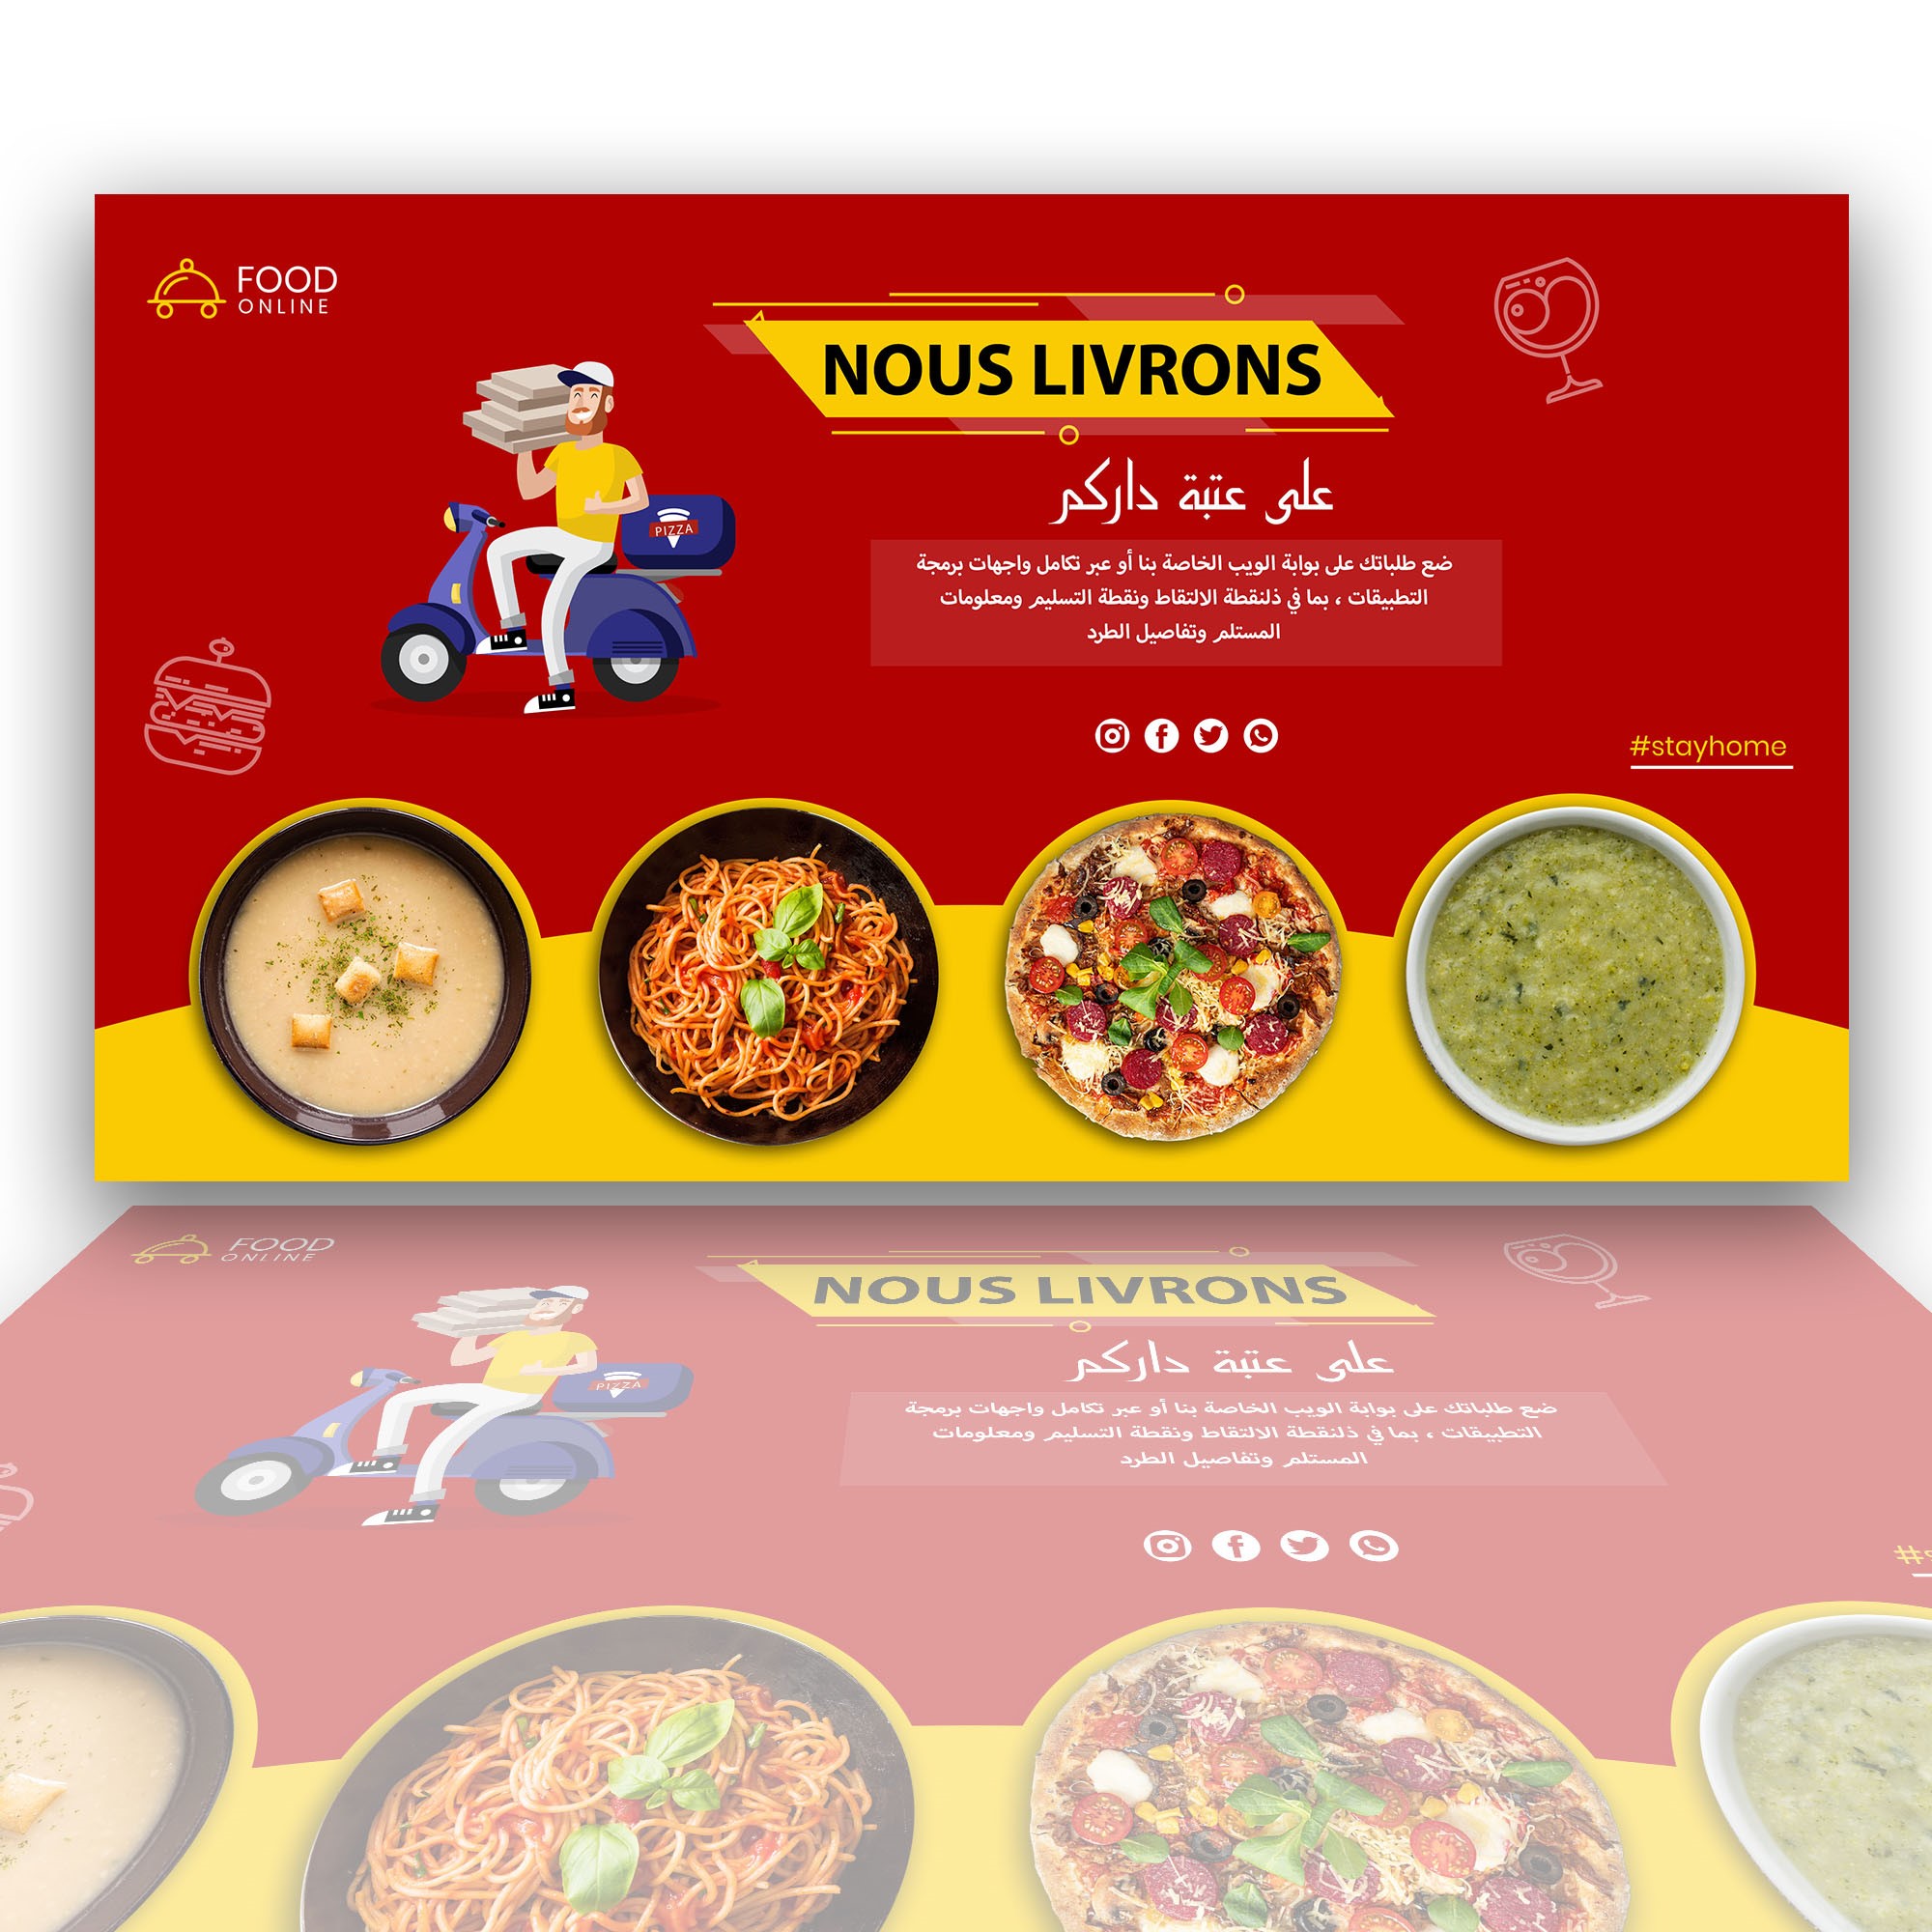 FOOD
ONLINE
NOUS LIVRONS
على عتبة داركم
PIZZA
ضع طلباتك على بوابة الويب الخاصة بنا أو عبر تكامل واجهات برمجة
التطبيقات ، بما في ذلنقطة الالتقاط ونقطة التسليم ومعلومات
المستلم وتفاصيل الطرد
#stayhome
FOOD
ONLINE
NOUS LIVRONS
على عتبة داركم
PIZZA
ضع طلباتك على بوابة الويب الخاصة بنا أو عبر تكامل واجهات برمجة
التطبيقات ، بما في ذلنقطة الالتقاط ونقطة التسليم ومعلومات
المستلم وتفاصيل الطرد